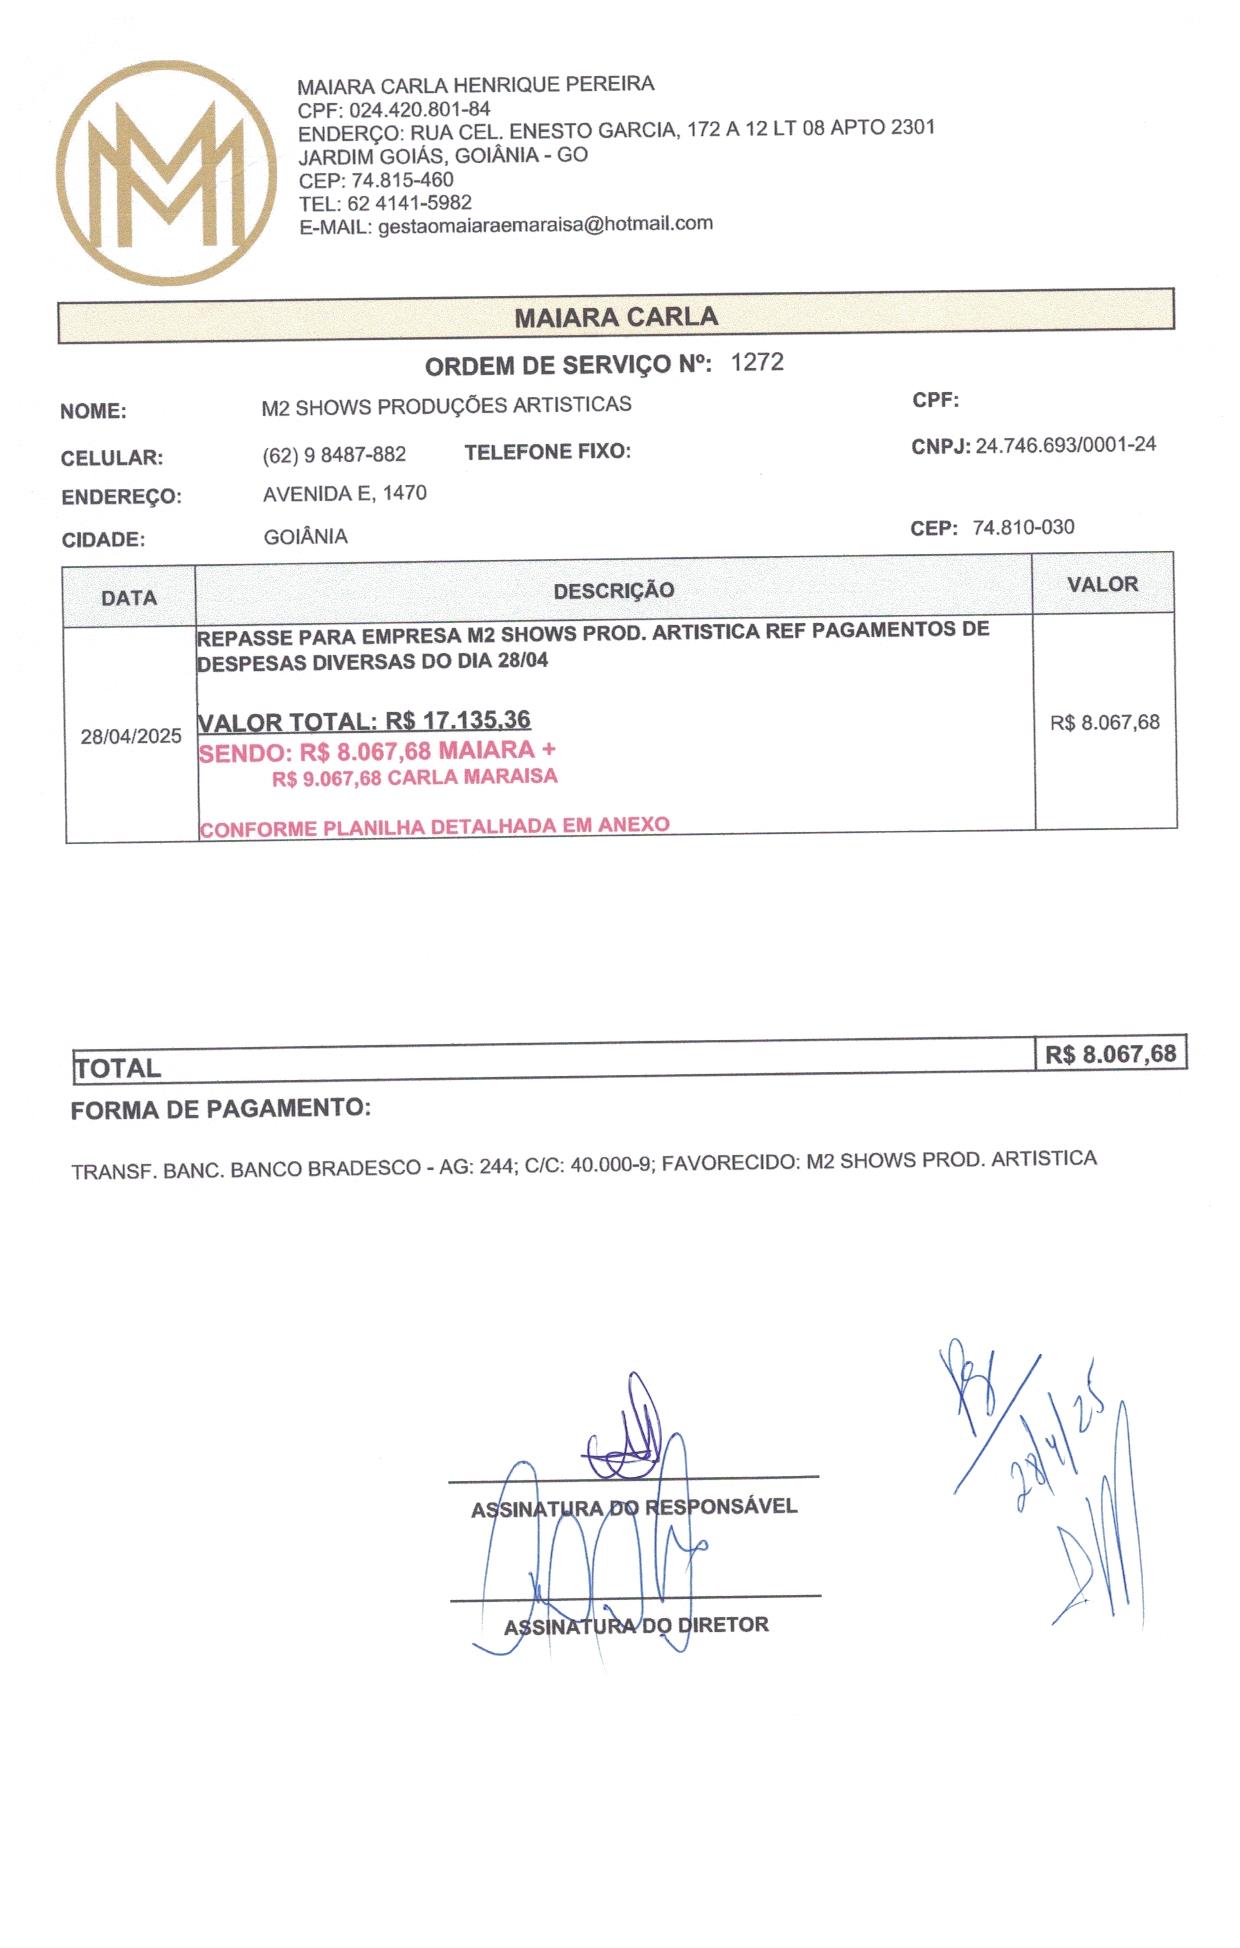 MAIARA CARLA HENRIQUE PEREIRA
CPF: 024.420.801-84
ENDERÇO: RUA CEL. ENESTO GARCIA, 172 A 12 LT 08 APTO 2301
JARDIM GOIÁS, GOIÂNIA - GO
CEP: 74.815-460
TEL: 62 4141-5982
E-MAIL: gestaomaiaraemaraisa@hotmail.com
MAIARA CARLA
ORDEM DE SERVIÇO Nº: 1272
NOME: M2 SHOWS PRODUÇÕES ARTISTICAS CPF:
CELULAR: (62) 9 8487-882 TELEFONE FIXO: CNPJ: 24.746.693/0001-24
ENDEREÇO: AVENIDA E, 1470
CIDADE: GOIÂNIA CEP: 74.810-030
DATA DESCRIÇÃO VALOR
REPASSE PARA EMPRESA M2 SHOWS PROD. ARTISTICA REF PAGAMENTOS DE
DESPESAS DIVERSAS DO DIA 28/04
VALOR TOTAL: R$ 17.135,36
28/04/2025 R$ 8.067,68
SENDO: R$ 8.067,68 MAIARA +
R$ 9.067,68 CARLA MARAISA
CONFORME PLANILHA DETALHADA EM ANEXO
TOTAL R$ 8.067,68
FORMA DE PAGAMENTO:
TRANSF. BANC. BANCO BRADESCO - AG: 244; C/C: 40.000-9; FAVORECIDO: M2 SHOWS PROD. ARTISTICA
28/4/25
ASSINATURA DO RESPONSÁVEL
ASSINATURA DO DIRETOR